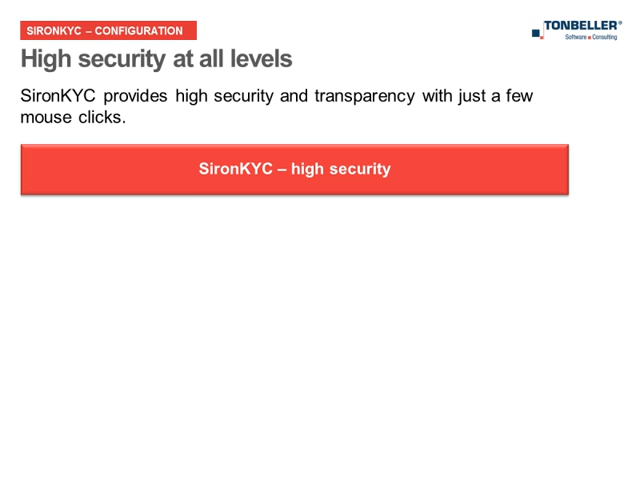 SIRONKYC – CONFIGURATION
TONBELLER®
Software ■ Consulting
High security at all levels
SironKYC provides high security and transparency with just a few
mouse clicks.
SironKYC – high security